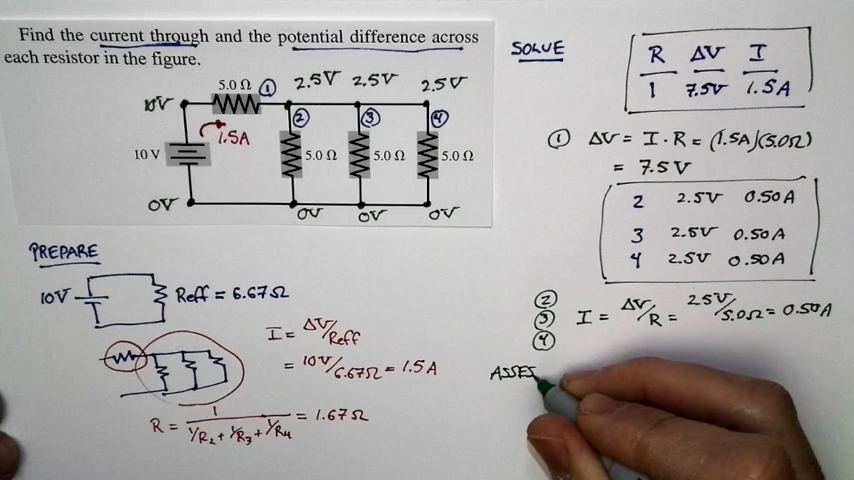 Find the current through and the potential difference across
each resistor in the figure.
5.0 Ω ① 2.5V 2.5V 2.5V
10V
② ③ ④
1.5A
10 V 5.0 Ω 5.0 Ω 5.0 Ω
0V 0V 0V 0V
PREPARE
10V Reff = 6.67Ω
I = ΔV/Reff
= 10V/6.67Ω = 1.5A
R = 1/(1/R2 + 1/R3 + 1/R4) = 1.67Ω
SOLVE
R ΔV I
1 7.5V 1.5A
① ΔV = I · R = (1.5A)(5.0Ω)
= 7.5V
2 2.5V 0.50A
3 2.5V 0.50A
4 2.5V 0.50A
②
③ I = ΔV/R = 2.5V/5.0Ω = 0.50A
④
ASSES